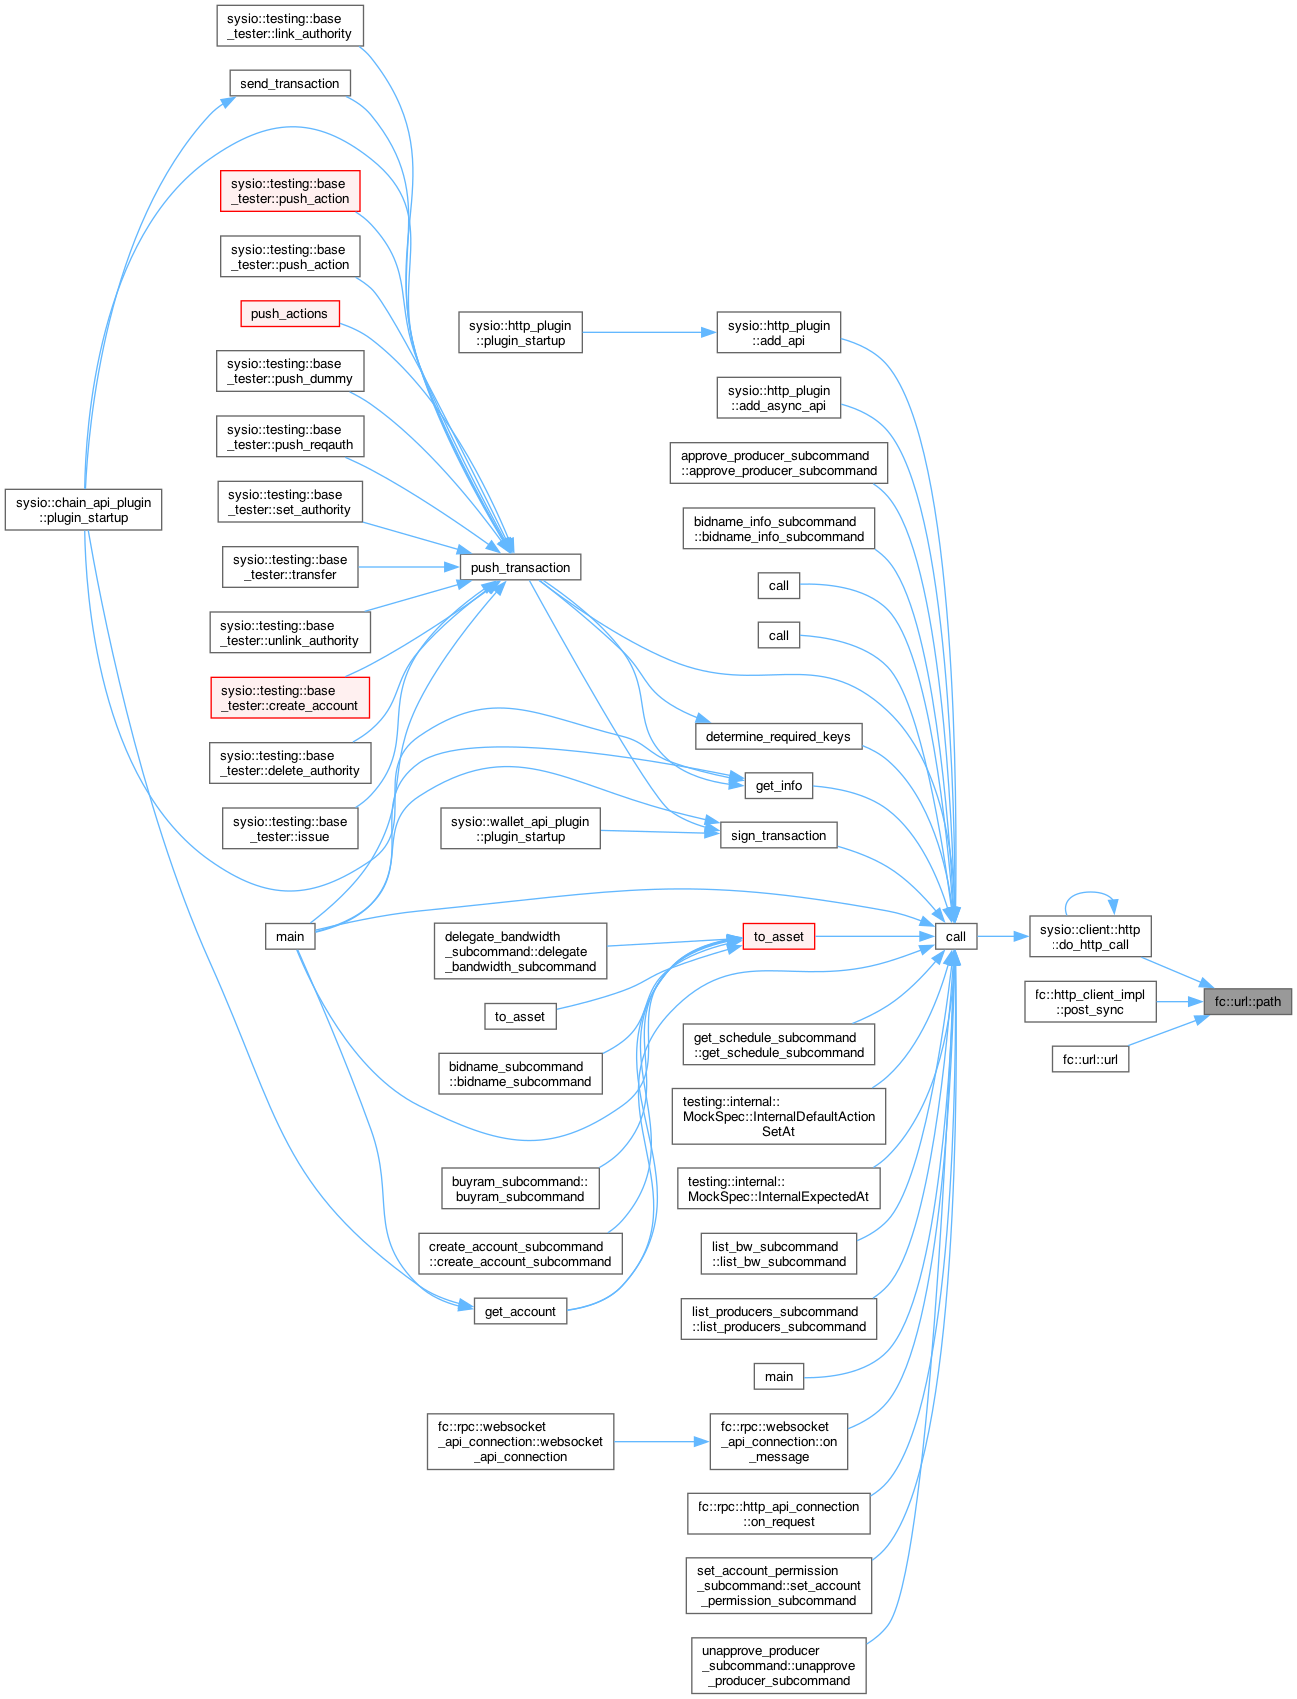 sysio::testing::base
_tester::link_authority
send_transaction
sysio::testing::base
_tester::push_action
sysio::testing::base
_tester::push_action
push_actions
sysio::testing::base
_tester::push_dummy
sysio::testing::base
_tester::push_reqauth
sysio::chain_api_plugin
::plugin_startup
sysio::testing::base
_tester::set_authority
sysio::testing::base
_tester::transfer
sysio::testing::base
_tester::unlink_authority
sysio::testing::base
_tester::create_account
sysio::testing::base
_tester::delete_authority
sysio::testing::base
_tester::issue
main
sysio::http_plugin
::plugin_startup
push_transaction
sysio::wallet_api_plugin
::plugin_startup
delegate_bandwidth
_subcommand::delegate
_bandwidth_subcommand
to_asset
bidname_subcommand
::bidname_subcommand
buyram_subcommand::
buyram_subcommand
create_account_subcommand
::create_account_subcommand
get_account
fc::rpc::websocket
_api_connection::websocket
_api_connection
sysio::http_plugin
::add_api
sysio::http_plugin
::add_async_api
approve_producer_subcommand
::approve_producer_subcommand
bidname_info_subcommand
::bidname_info_subcommand
call
call
determine_required_keys
get_info
sign_transaction
to_asset
get_schedule_subcommand
::get_schedule_subcommand
testing::internal::
MockSpec::InternalDefaultAction
SetAt
testing::internal::
MockSpec::InternalExpectedAt
list_bw_subcommand
::list_bw_subcommand
list_producers_subcommand
::list_producers_subcommand
main
fc::rpc::websocket
_api_connection::on
_message
fc::rpc::http_api_connection
::on_request
set_account_permission
_subcommand::set_account
_permission_subcommand
unapprove_producer
_subcommand::unapprove
_producer_subcommand
call
sysio::client::http
::do_http_call
fc::http_client_impl
::post_sync
fc::url::url
fc::url::path